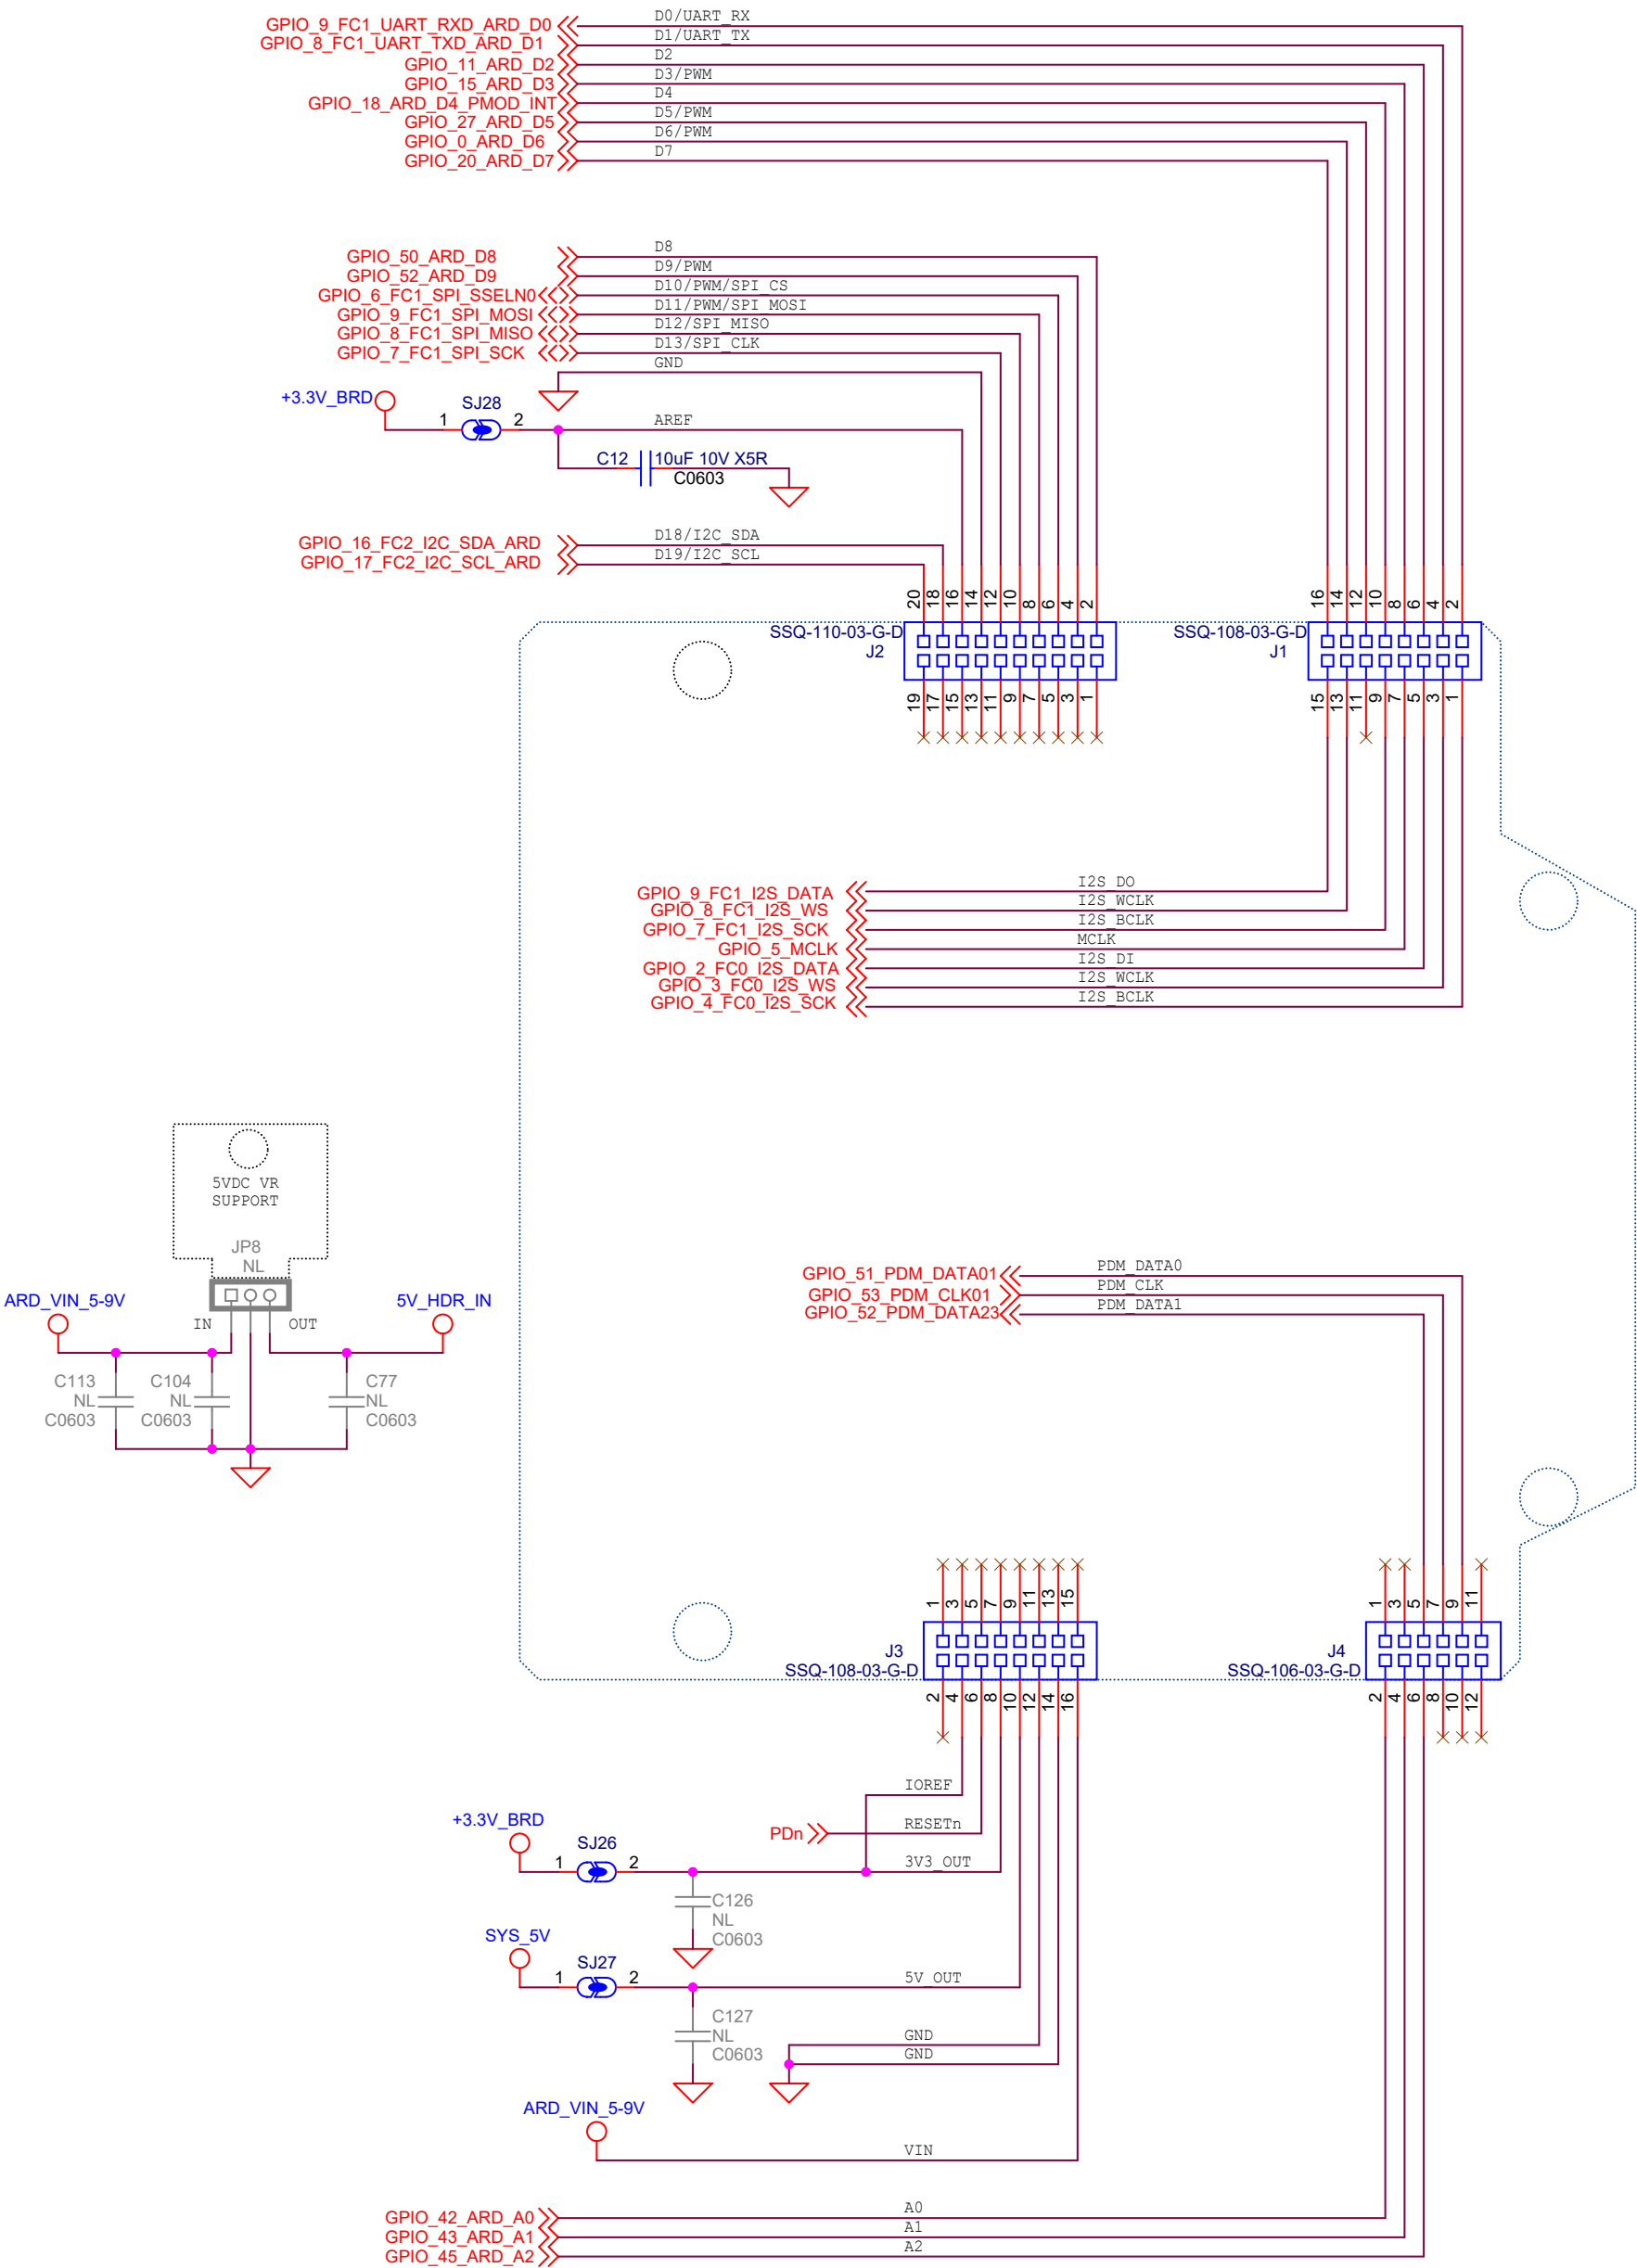 GPIO_9_FC1_UART_RXD_ARD_D0 D0/UART_RX
GPIO_8_FC1_UART_TXD_ARD_D1 D1/UART_TX
GPIO_11_ARD_D2 D2
GPIO_15_ARD_D3 D3/PWM
GPIO_18_ARD_D4_PMOD_INT D4
GPIO_27_ARD_D5 D5/PWM
GPIO_0_ARD_D6 D6/PWM
GPIO_20_ARD_D7 D7
GPIO_50_ARD_D8 D8
GPIO_52_ARD_D9 D9/PWM
GPIO_6_FC1_SPI_SSELN0 D10/PWM/SPI_CS
GPIO_9_FC1_SPI_MOSI D11/PWM/SPI_MOSI
GPIO_8_FC1_SPI_MISO D12/SPI_MISO
GPIO_7_FC1_SPI_SCK D13/SPI_CLK
GND
+3.3V_BRD
SJ28
1 2 AREF
C12 10uF 10V X5R
C0603
GPIO_16_FC2_I2C_SDA_ARD D18/I2C_SDA
GPIO_17_FC2_I2C_SCL_ARD D19/I2C_SCL
20 18 16 14 12 10 8 6 4 2
16 14 12 10 8 6 4 2
SSQ-110-03-G-D
J2
SSQ-108-03-G-D
J1
19 17 15 13 11 9 7 5 3 1
15 13 11 9 7 5 3 1
GPIO_9_FC1_I2S_DATA I2S_DO
GPIO_8_FC1_I2S_WS I2S_WCLK
GPIO_7_FC1_I2S_SCK I2S_BCLK
GPIO_5_MCLK MCLK
GPIO_2_FC0_I2S_DATA I2S_DI
GPIO_3_FC0_I2S_WS I2S_WCLK
GPIO_4_FC0_I2S_SCK I2S_BCLK
5VDC VR
SUPPORT
JP8
NL
ARD_VIN_5-9V
5V_HDR_IN
IN OUT
C113
NL
C0603
C104
NL
C0603
C77
NL
C0603
GPIO_51_PDM_DATA01 PDM_DATA0
GPIO_53_PDM_CLK01 PDM_CLK
GPIO_52_PDM_DATA23 PDM_DATA1
1 3 5 7 9 11 13 15
1 3 5 7 9 11
J3
SSQ-108-03-G-D
J4
SSQ-106-03-G-D
2 4 6 8 10 12 14 16
2 4 6 8 10 12
IOREF
PDn RESETn
+3.3V_BRD
SJ26
1 2 3V3_OUT
C126
NL
C0603
SYS_5V
SJ27
1 2 5V_OUT
C127
NL
C0603
GND
GND
ARD_VIN_5-9V
VIN
GPIO_42_ARD_A0 A0
GPIO_43_ARD_A1 A1
GPIO_45_ARD_A2 A2